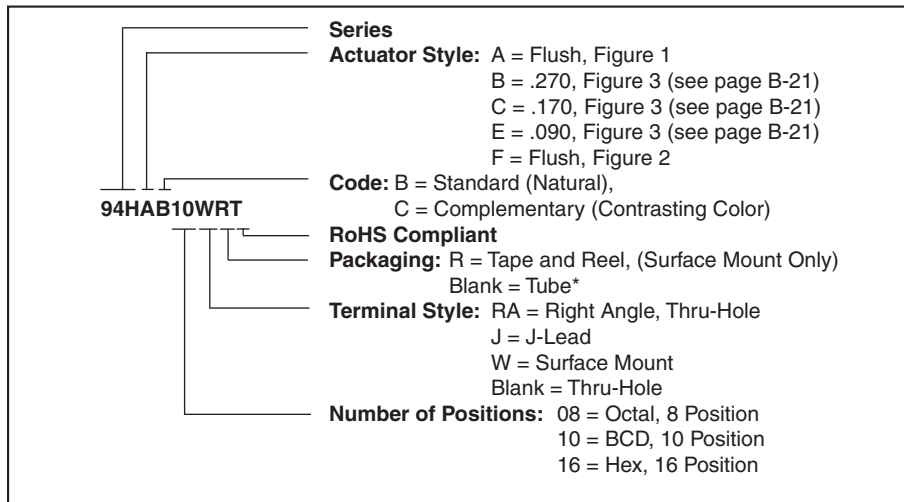 Series
Actuator Style: A = Flush, Figure 1
B = .270, Figure 3 (see page B-21)
C = .170, Figure 3 (see page B-21)
E = .090, Figure 3 (see page B-21)
F = Flush, Figure 2
Code: B = Standard (Natural),
C = Complementary (Contrasting Color)
94HAB10WRT
RoHS Compliant
Packaging: R = Tape and Reel, (Surface Mount Only)
Blank = Tube*
Terminal Style: RA = Right Angle, Thru-Hole
J = J-Lead
W = Surface Mount
Blank = Thru-Hole
Number of Positions: 08 = Octal, 8 Position
10 = BCD, 10 Position
16 = Hex, 16 Position